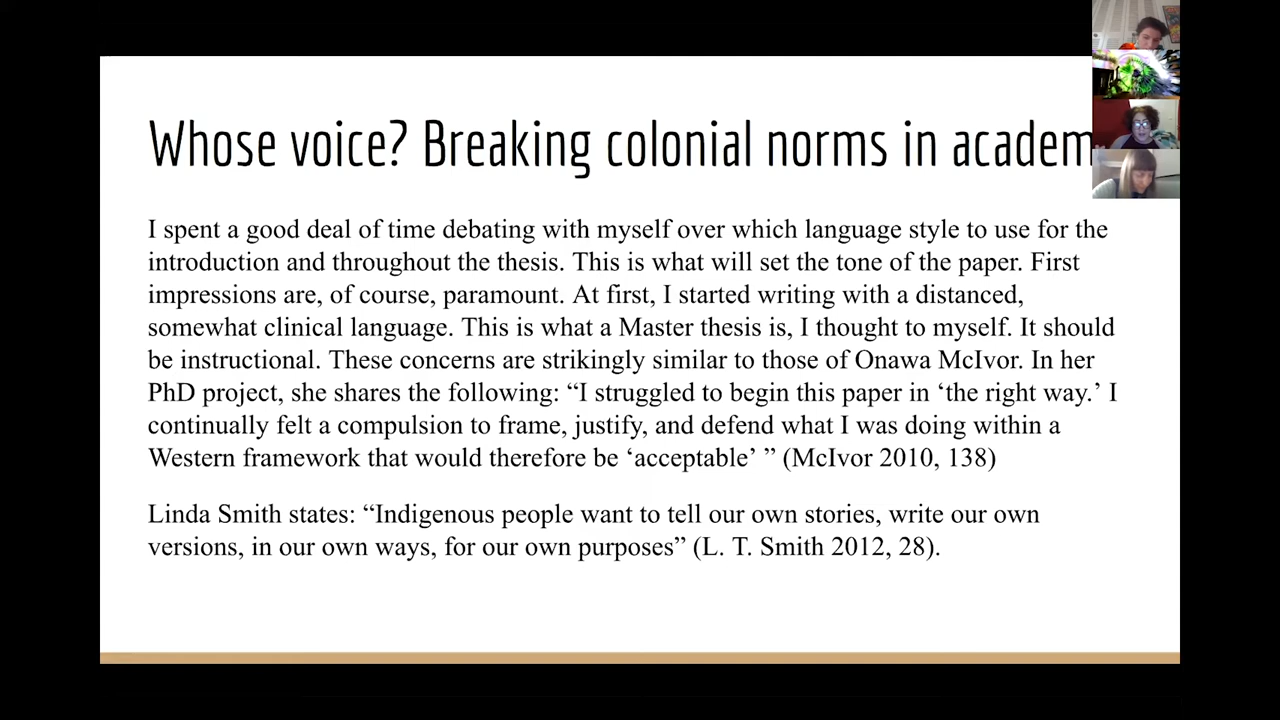 Whose voice? Breaking colonial norms in academ
I spent a good deal of time debating with myself over which language style to use for the
introduction and throughout the thesis. This is what will set the tone of the paper. First
impressions are, of course, paramount. At first, I started writing with a distanced,
somewhat clinical language. This is what a Master thesis is, I thought to myself. It should
be instructional. These concerns are strikingly similar to those of Onawa McIvor. In her
PhD project, she shares the following: “I struggled to begin this paper in ‘the right way.’ I
continually felt a compulsion to frame, justify, and defend what I was doing within a
Western framework that would therefore be ‘acceptable’ ” (McIvor 2010, 138)
Linda Smith states: “Indigenous people want to tell our own stories, write our own
versions, in our own ways, for our own purposes” (L. T. Smith 2012, 28).